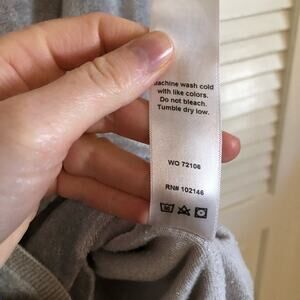 Machine wash cold
with like colors.
Do not bleach.
Tumble dry low.
WO 72106
RN# 102146